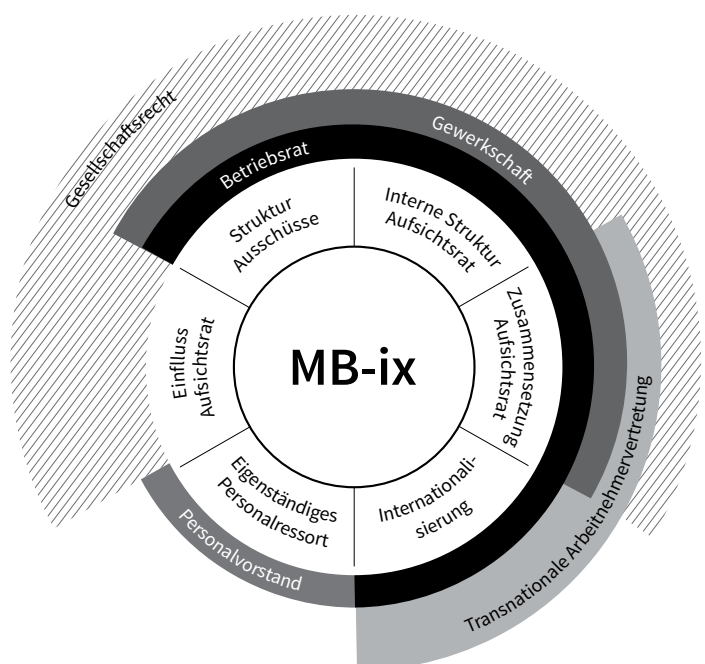 Gesellschaftsrecht
Gewerkschaft
Betriebsrat
Struktur
Ausschüsse
Interne Struktur
Aufsichtsrat
Zusammensetzung
Aufsichtsrat
Einflluss
Aufsichtsrat
MB-ix
Eigenständiges
Personalressort
Internationali-
sierung
Personalvorstand
Transnationale Arbeitnehmervertretung